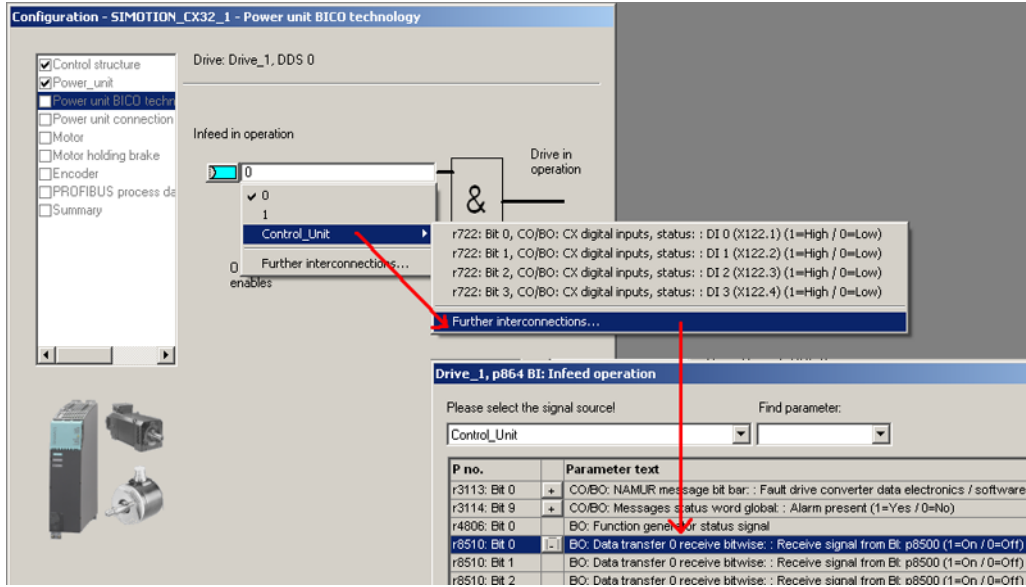 Configuration - SIMOTION_CX32_1 - Power unit BICO technology
Control structure
Power_unit
Power unit BICO techn
Power unit connection
Motor
Motor holding brake
Encoder
PROFIBUS process da
Summary
Drive: Drive_1, DDS 0
Infeed in operation
0
&
Drive in
operation
0
1
Control_Unit
Further interconnections...
0
enables
r722: Bit 0, CO/BO: CX digital inputs, status: : DI 0 (X122.1) (1=High / 0=Low)
r722: Bit 1, CO/BO: CX digital inputs, status: : DI 1 (X122.2) (1=High / 0=Low)
r722: Bit 2, CO/BO: CX digital inputs, status: : DI 2 (X122.3) (1=High / 0=Low)
r722: Bit 3, CO/BO: CX digital inputs, status: : DI 3 (X122.4) (1=High / 0=Low)
Further interconnections...
Drive_1, p864 BI: Infeed operation
Please select the signal source! Find parameter:
Control_Unit
P no. Parameter text
r3113: Bit 0 + CO/BO: NAMUR message bit bar: : Fault drive converter data electronics / software
r3114: Bit 9 + CO/BO: Messages status word global: : Alarm present (1=Yes / 0=No)
r4806: Bit 0 BO: Function generator status signal
r8510: Bit 0 - BO: Data transfer 0 receive bitwise: : Receive signal from BI: p8500 (1=On / 0=Off)
r8510: Bit 1 BO: Data transfer 0 receive bitwise: : Receive signal from BI: p8500 (1=On / 0=Off)
r8510: Bit 2 BO: Data transfer 0 receive bitwise: : Receive signal from BI: p8500 (1=On / 0=Off)